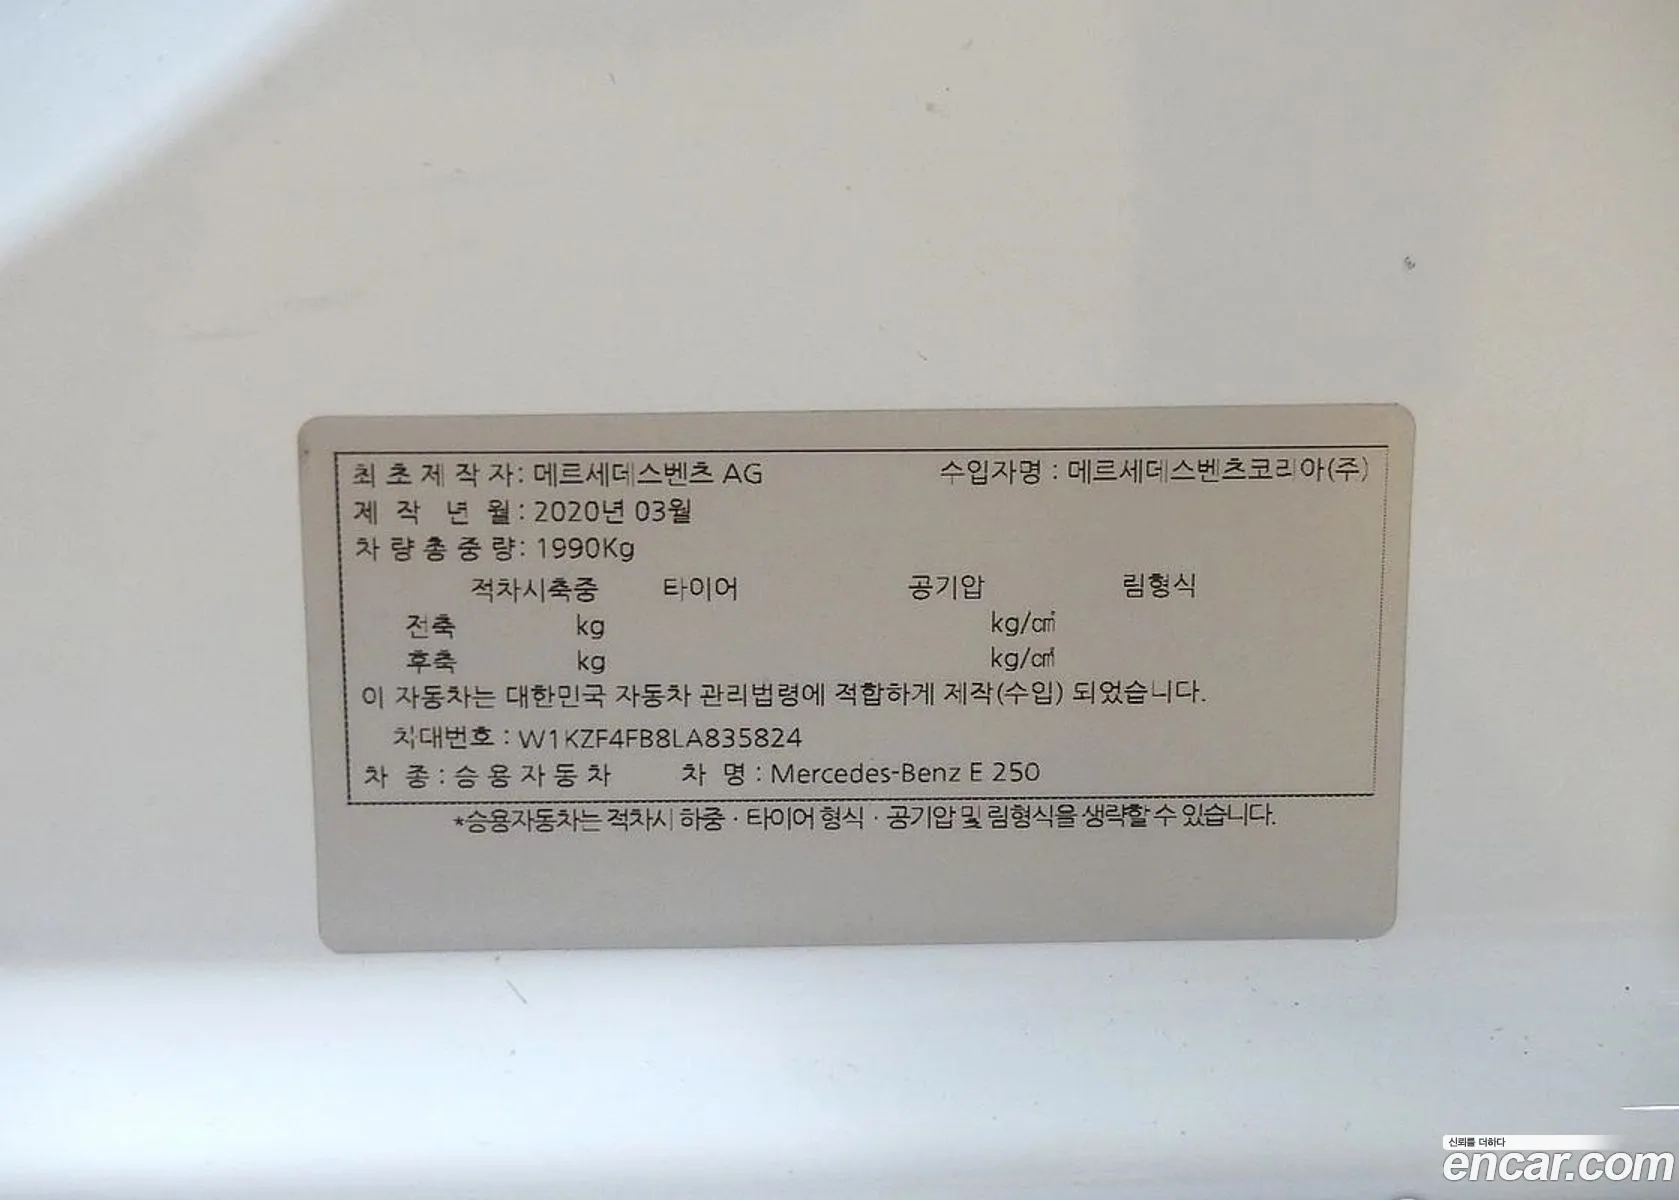 최 초 제 작 자 : 메르세데스벤츠 AG 수입자명 : 메르세데스벤츠코리아(주)
제 작 년 월 : 2020년 03월
차 량 총 중 량 : 1990Kg
적차시축중 타이어 공기압 림형식
전축 kg kg/㎠
후축 kg kg/㎠
이 자동차는 대한민국 자동차 관리법령에 적합하게 제작(수입) 되었습니다.
차대번호 : W1KZF4FB8LA835824
차 종 : 승 용 자 동 차 차 명 : Mercedes-Benz E 250
*승용자동차는 적차시 하중 · 타이어 형식 · 공기압 및 림형식을 생략할 수 있습니다.
신뢰를 더하다
encar.com